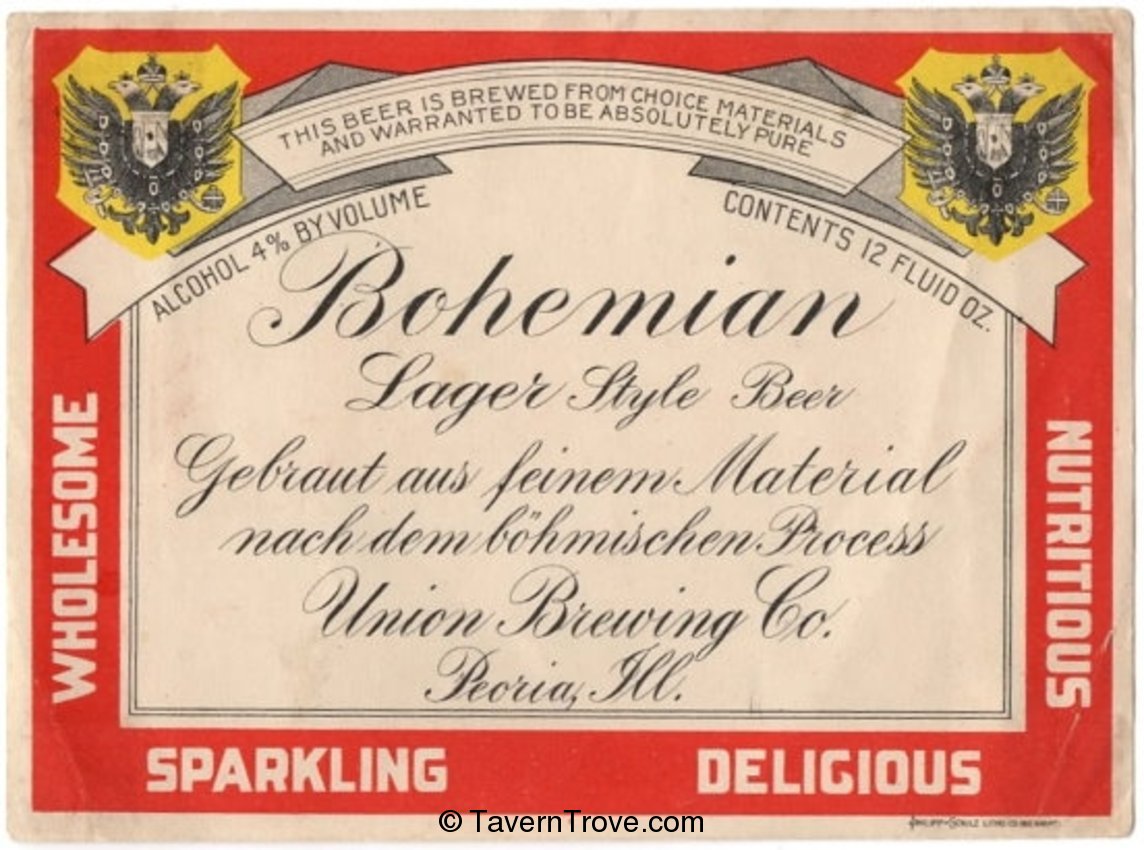 THIS BEER IS BREWED FROM CHOICE MATERIALS
AND WARRANTED TO BE ABSOLUTELY PURE
ALCOHOL 4% BY VOLUME
CONTENTS 12 FLUID OZ.
Bohemian
Lager Style Beer
Gebraut aus feinem Material
nach dem böhmischen Process
Union Brewing Co.
Peoria, Ill.
WHOLESOME
NUTRITIOUS
SPARKLING
DELIGIOUS
© TavernTrove.com